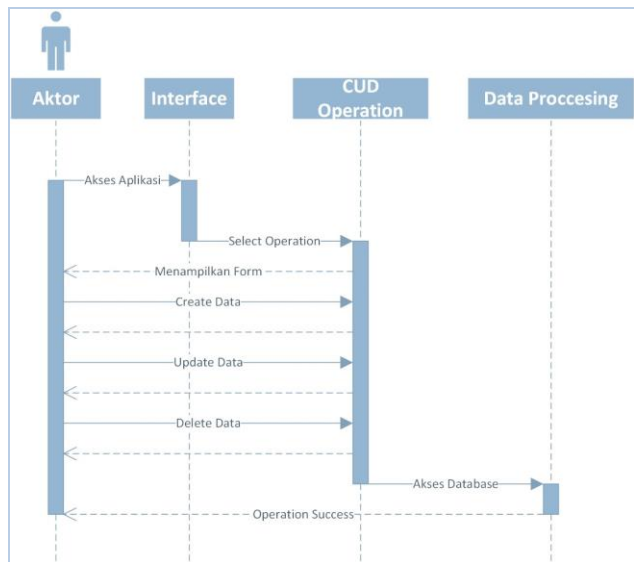 Aktor
Interface
CUD
Operation
Data Proccesing
Akses Aplikasi
Select Operation
Menampilkan Form
Create Data
Update Data
Delete Data
Akses Database
Operation Success